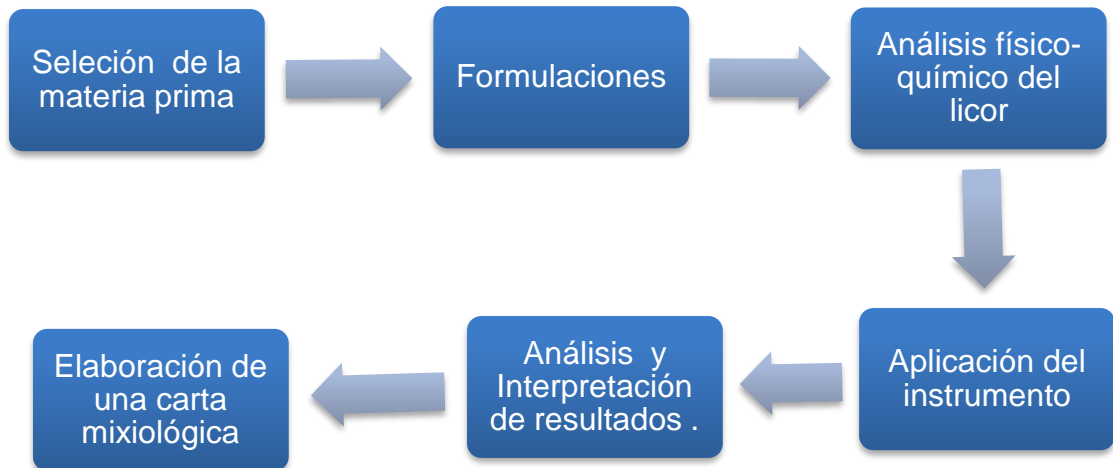 Seleción  de la
materia prima
Formulaciones
Análisis físico-
químico del
licor
Aplicación del
instrumento
Análisis  y
Interpretación
de resultados .
Elaboración de
una carta
mixiológica